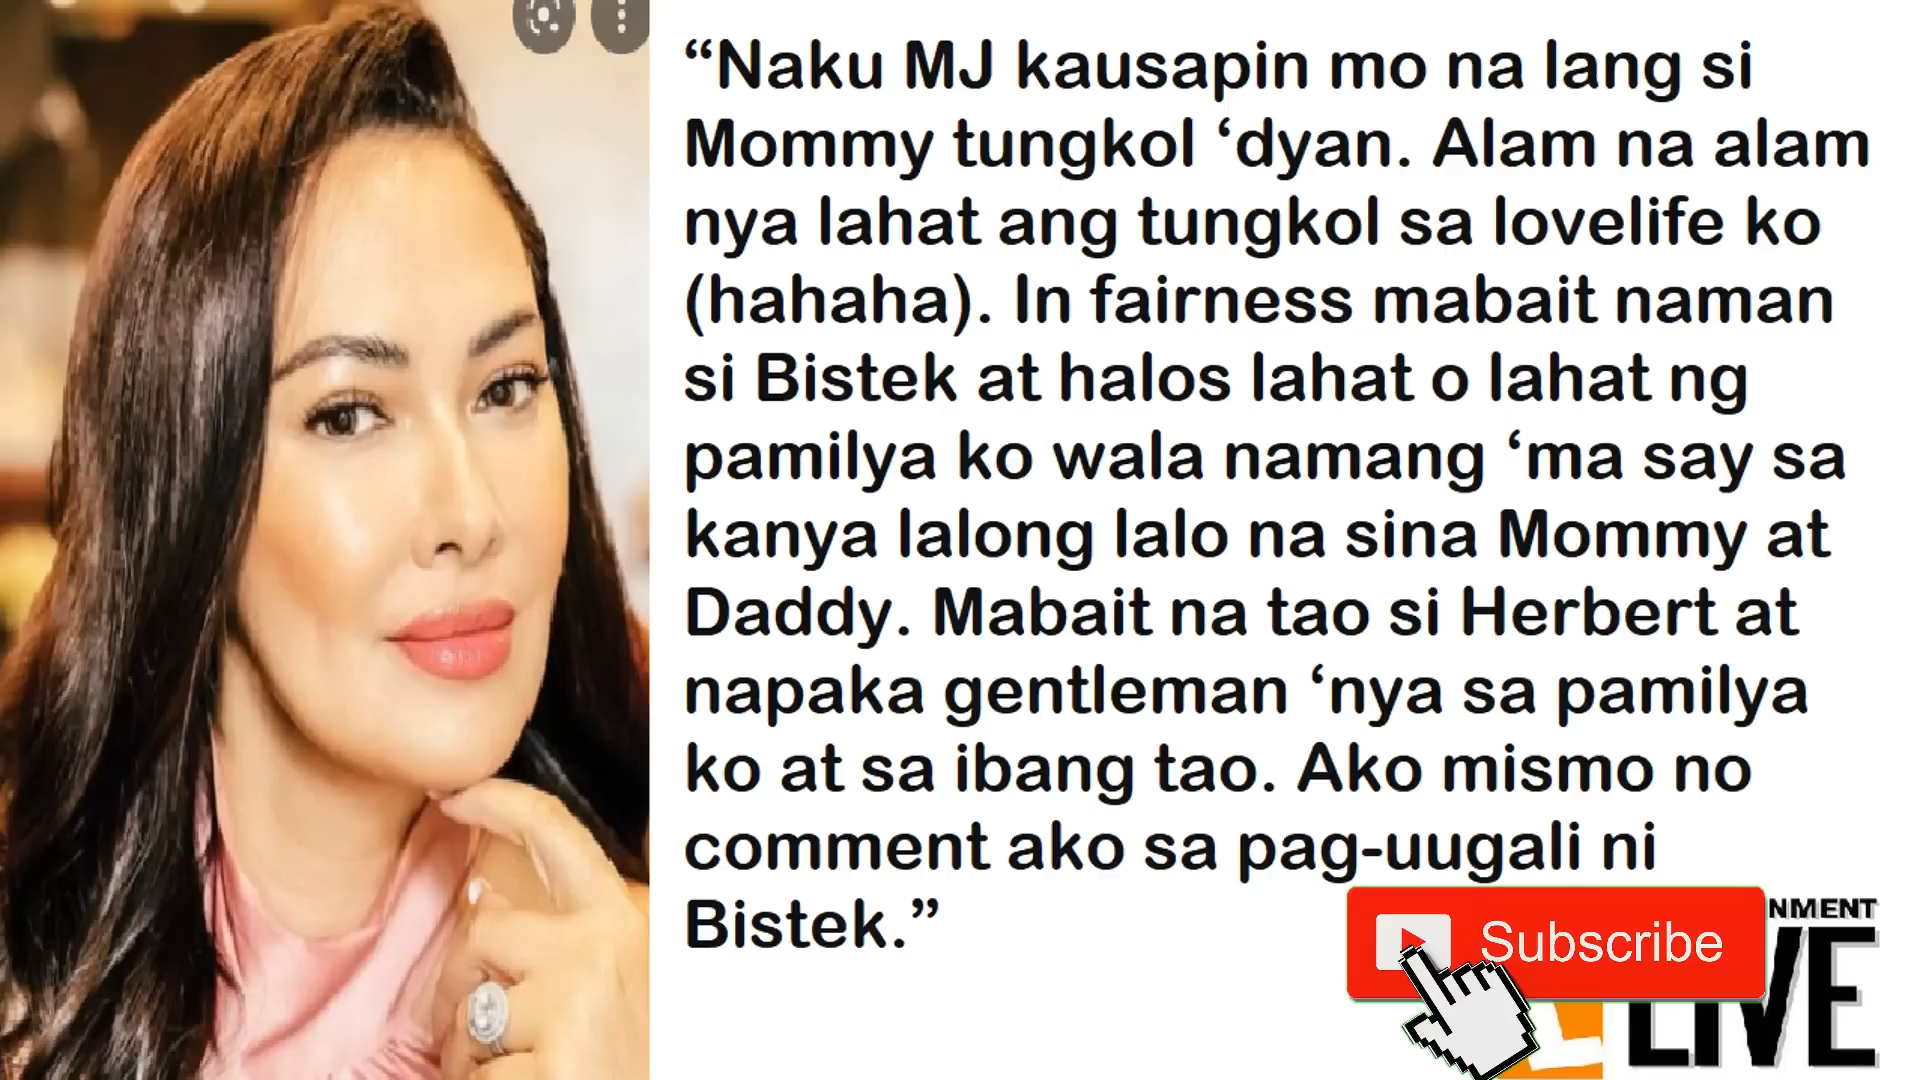 “Naku MJ kausapin mo na lang si
Mommy tungkol ‘dyan. Alam na alam
nya lahat ang tungkol sa lovelife ko
(hahaha). In fairness mabait naman
si Bistek at halos lahat o lahat ng
pamilya ko wala namang ‘ma say sa
kanya lalong lalo na sina Mommy at
Daddy. Mabait na tao si Herbert at
napaka gentleman ‘nya sa pamilya
ko at sa ibang tao. Ako mismo no
comment ako sa pag-uugali ni
Bistek.”
NMENT
Subscribe
LIVE